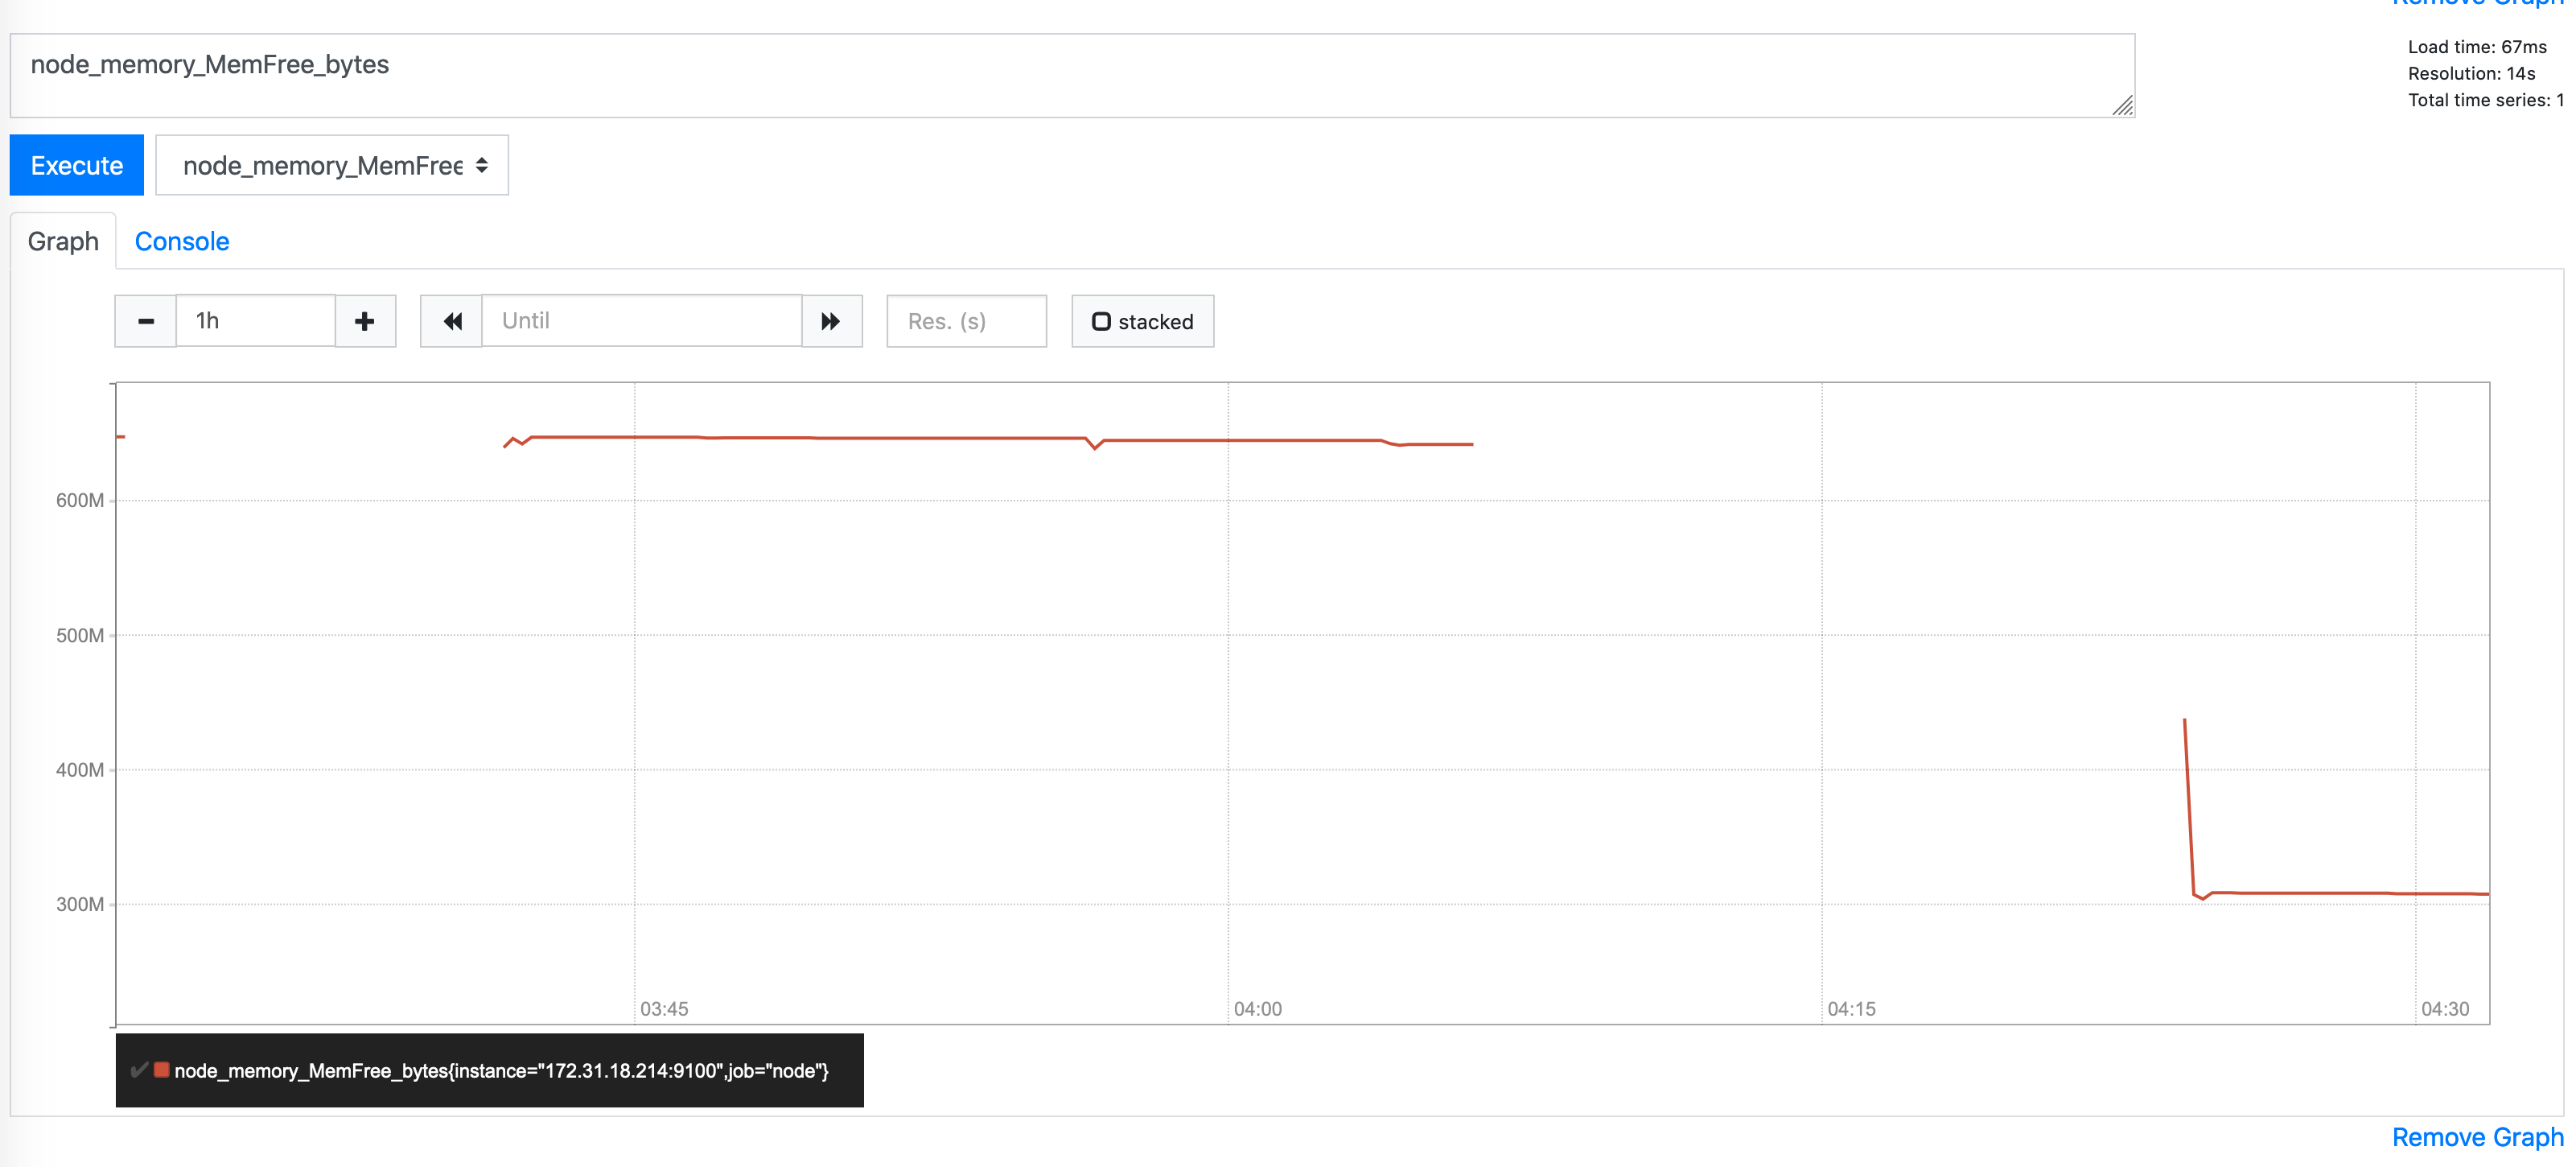 Remove Graph
node_memory_MemFree_bytes
Load time: 67ms
Resolution: 14s
Total time series: 1
Execute
node_memory_MemFree
Graph
Console
1h
Until
Res. (s)
stacked
600M
500M
400M
300M
03:45
04:00
04:15
04:30
node_memory_MemFree_bytes{instance="172.31.18.214:9100",job="node"}
Remove Graph